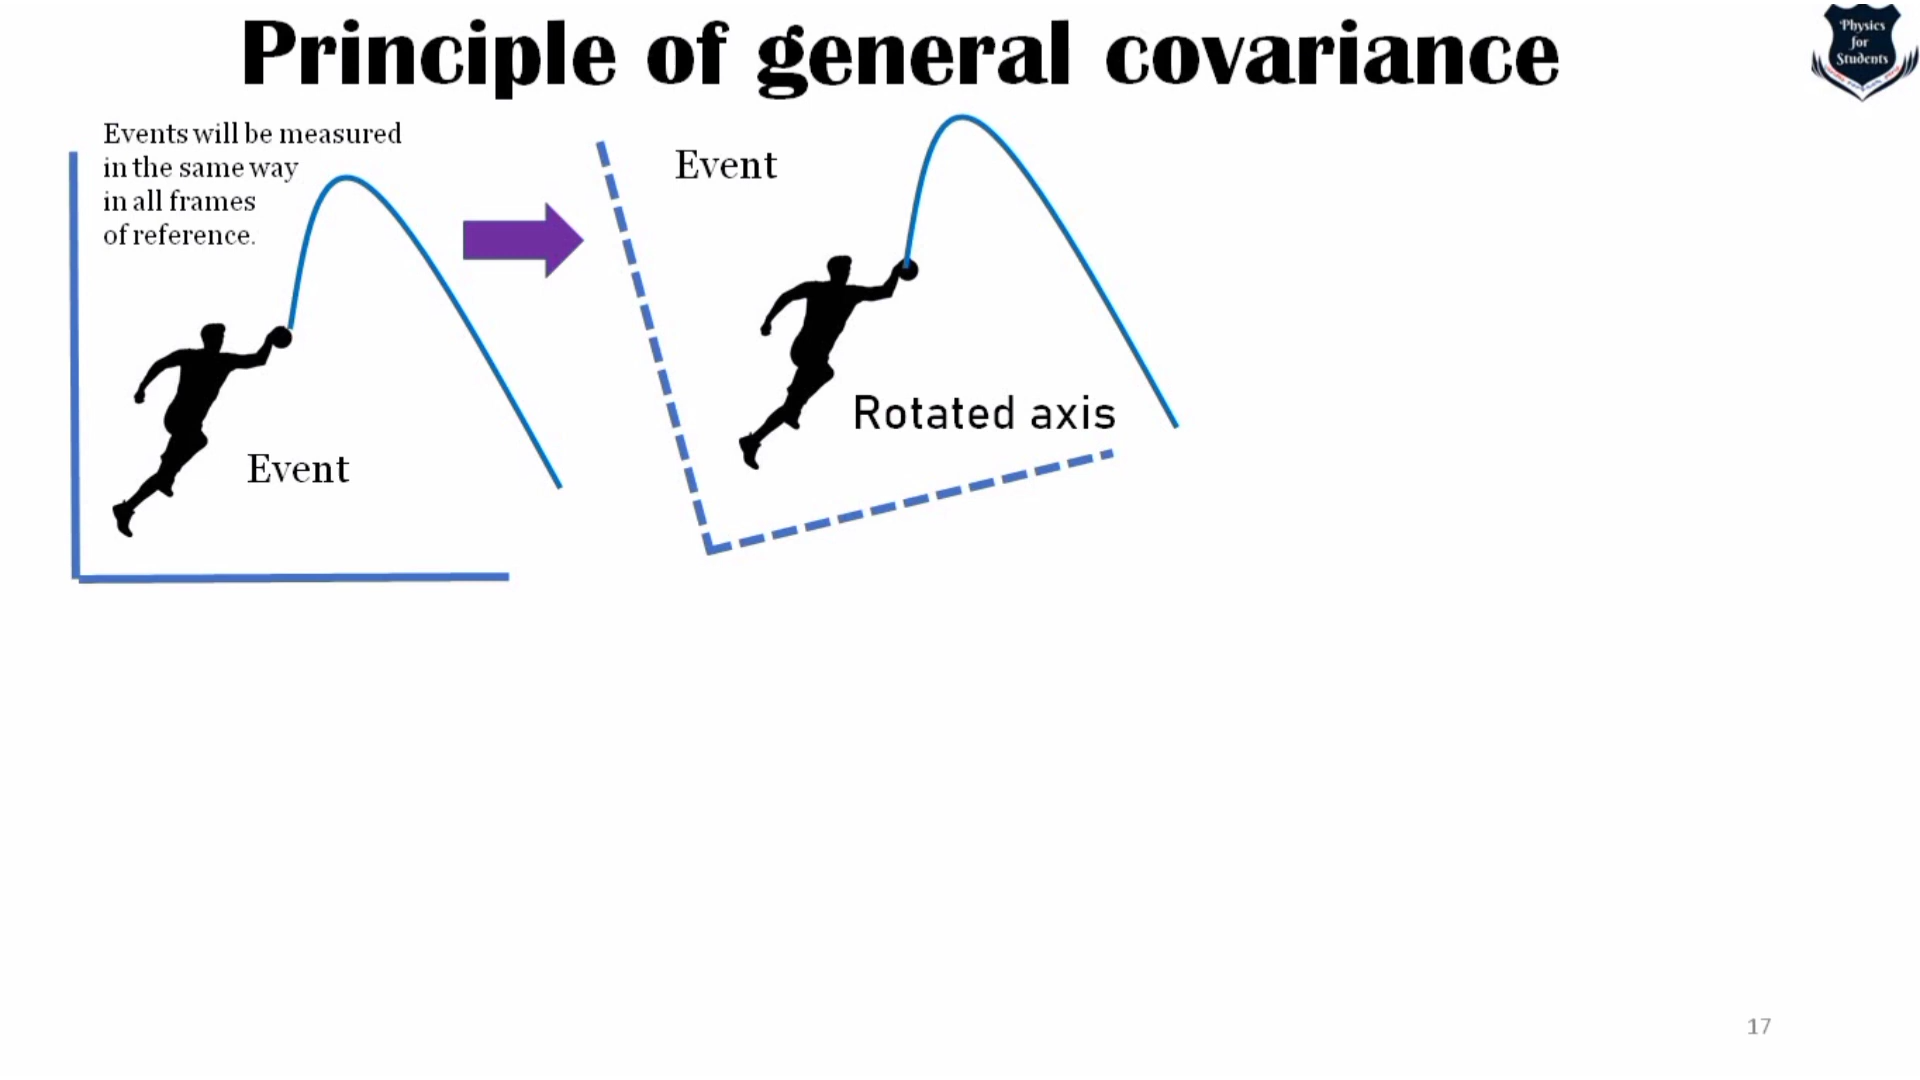 Principle of general covariance
Physics
for
Students
Events will be measured
in the same way
in all frames
of reference.
Event
Event
Rotated axis
17